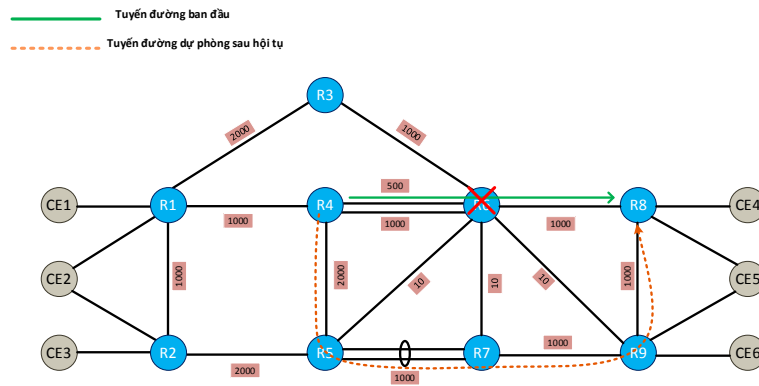 Tuyến đường ban đầu
Tuyến đường dự phòng sau hội tụ
R3
2000
1000
500
CE1
R1
R4
R8
CE4
1000
1000
1000
CE2
1000
2000
10
10
10
1000
CE5
CE3
R2
R5
R7
R9
CE6
2000
1000
1000